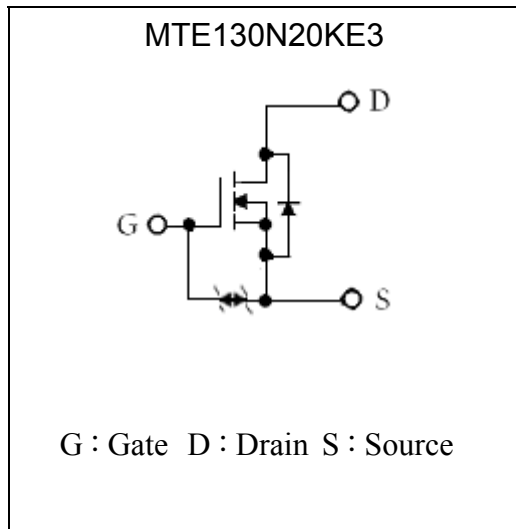 MTE130N20KE3
D
G
S
G：Gate D：Drain S：Source